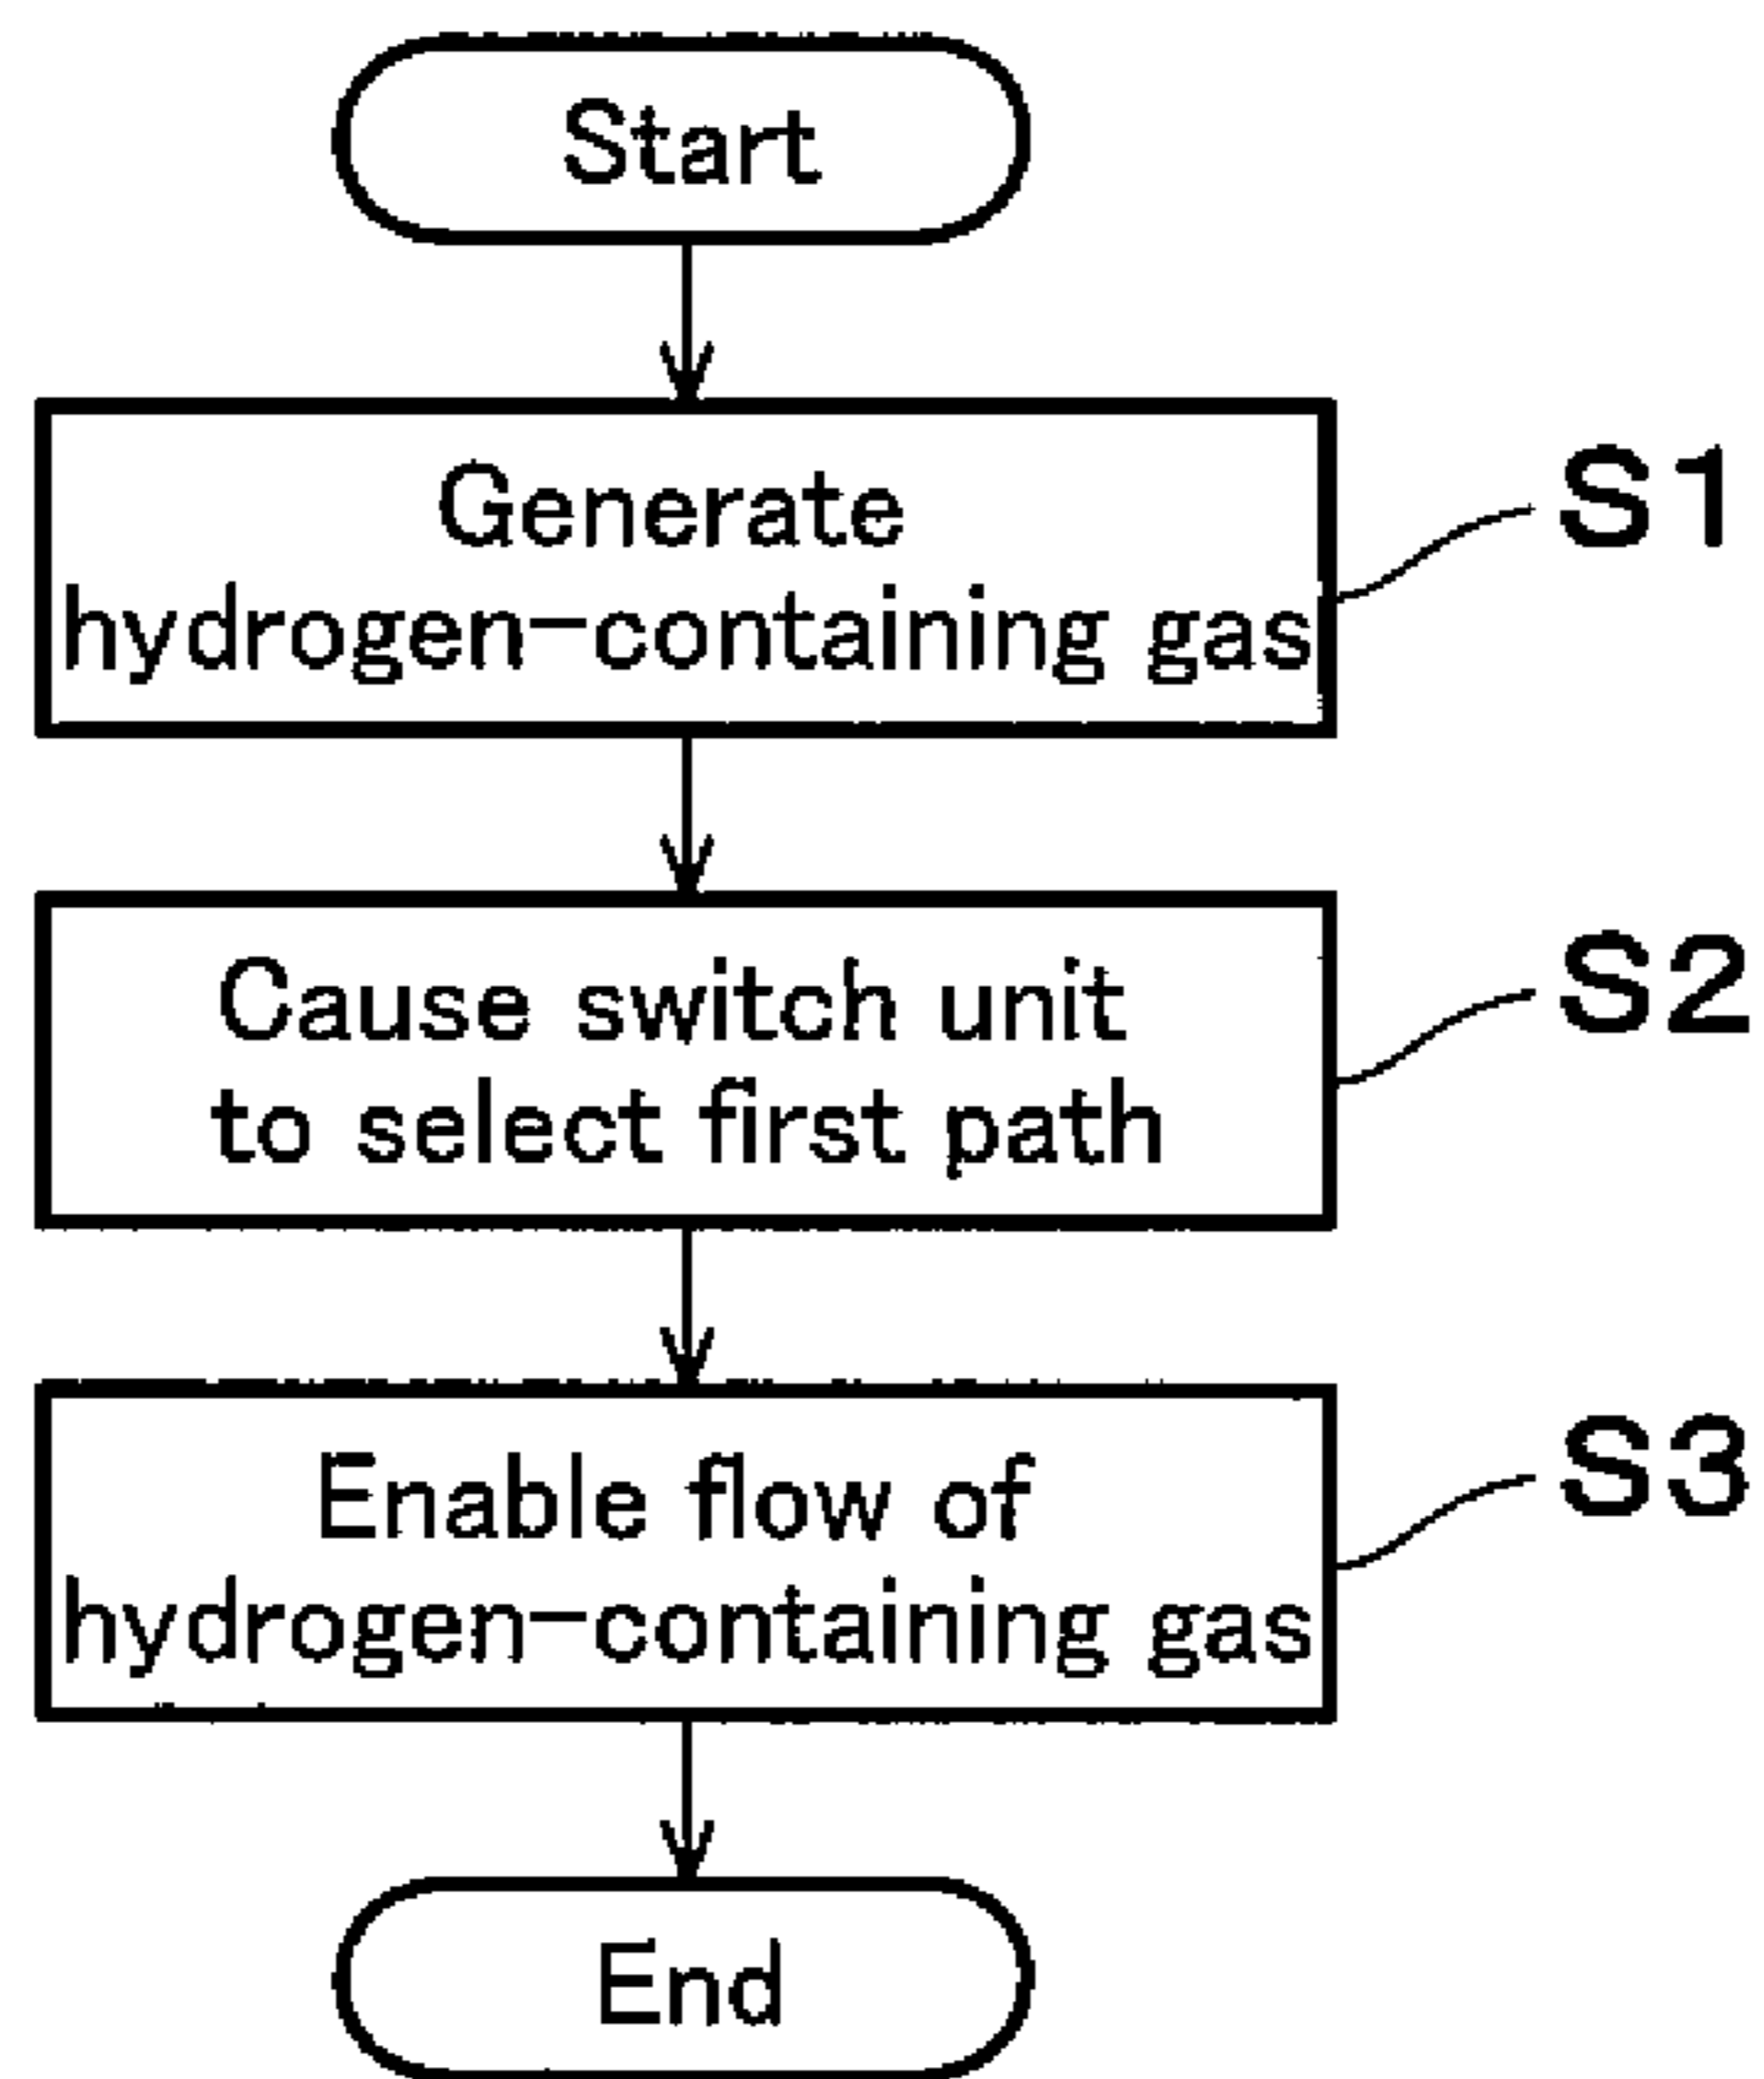 Start
Generate
hydrogen-containing gas
S1
Cause switch unit
to select first path
S2
Enable flow of
hydrogen-containing gas
S3
End